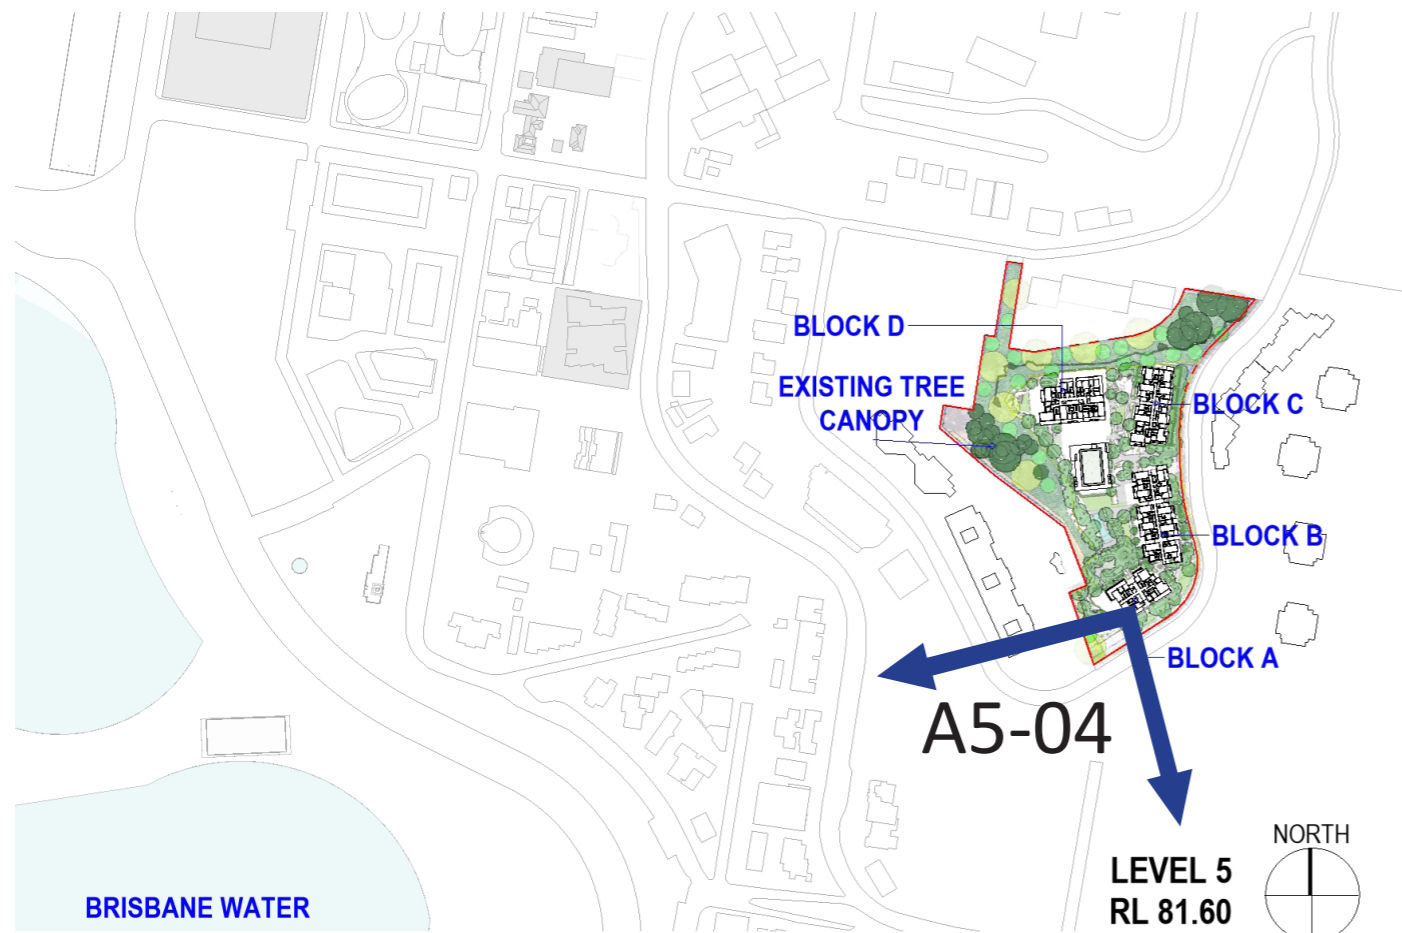 BLOCK D
EXISTING TREE
CANOPY
BLOCK C
BLOCK B
BLOCK A
A5-04
NORTH
LEVEL 5
RL 81.60
BRISBANE WATER